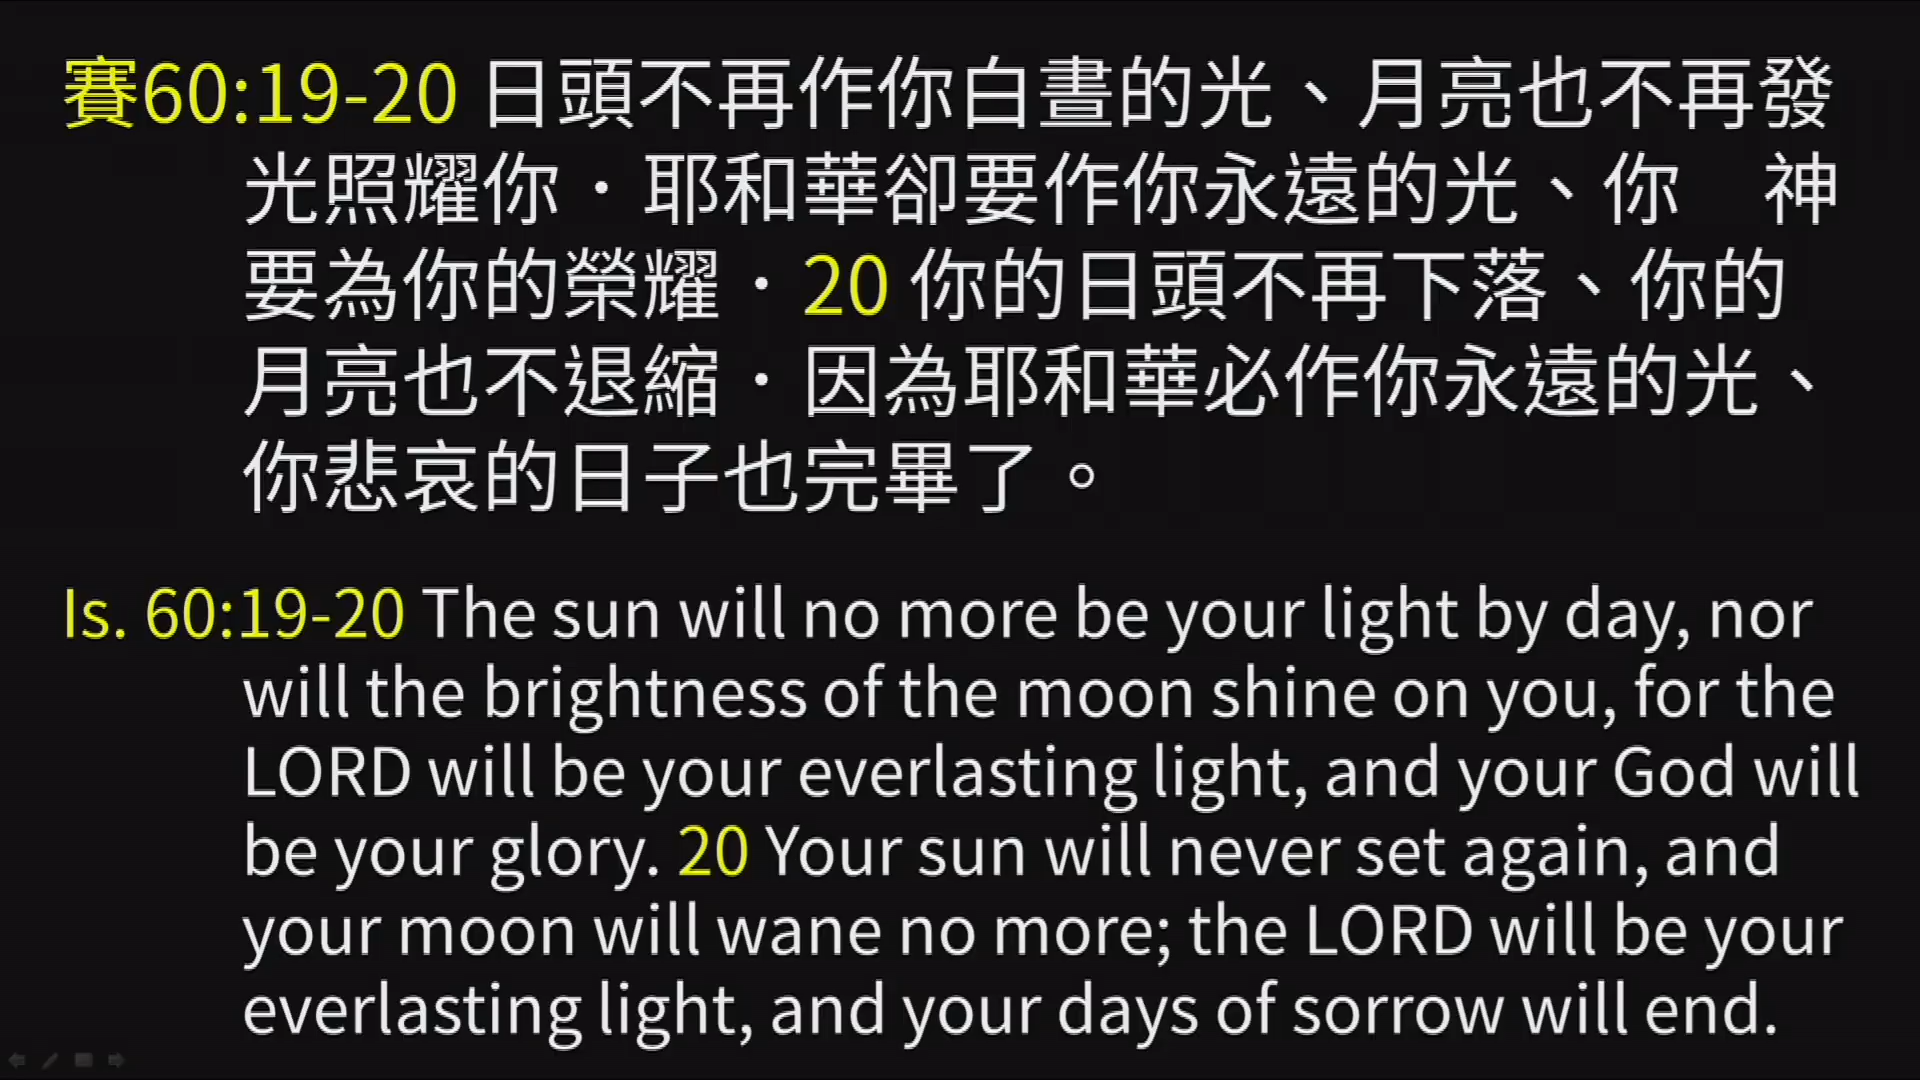 賽60:19-20 日頭不再作你白晝的光、月亮也不再發
光照耀你．耶和華卻要作你永遠的光、你　神
要為你的榮耀．20 你的日頭不再下落、你的
月亮也不退縮．因為耶和華必作你永遠的光、
你悲哀的日子也完畢了。
Is. 60:19-20 The sun will no more be your light by day, nor
will the brightness of the moon shine on you, for the
LORD will be your everlasting light, and your God will
be your glory. 20 Your sun will never set again, and
your moon will wane no more; the LORD will be your
everlasting light, and your days of sorrow will end.